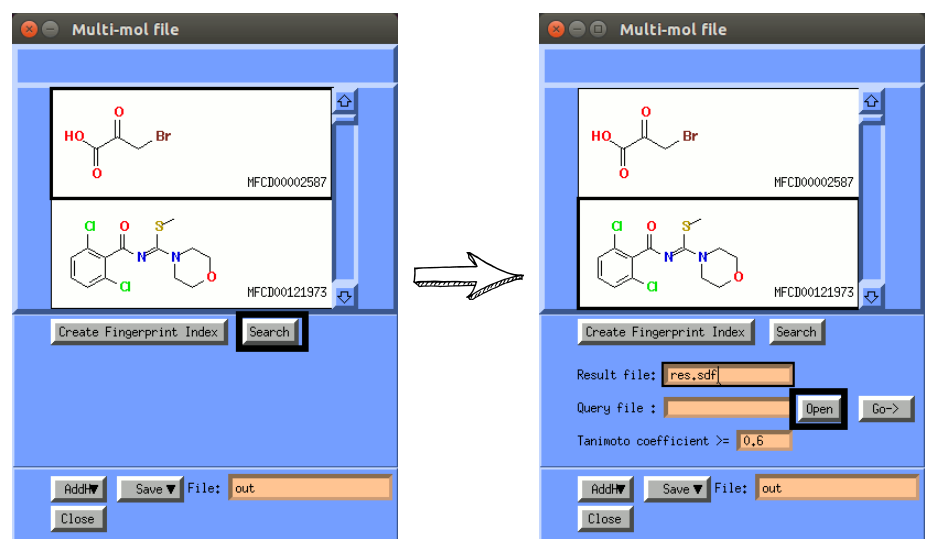 Multi-mol file
O
HO
Br
O
MFCD00002587
Cl
O
S
N
N
O
Cl
MFCD00121973
Create Fingerprint Index
Search
AddH
Save
File: out
Close
Multi-mol file
O
HO
Br
O
MFCD00002587
Cl
O
S
N
N
O
Cl
MFCD00121973
Create Fingerprint Index
Search
Result file: res.sdf
Query file :
Open
Go->
Tanimoto coefficient >= 0.6
AddH
Save
File: out
Close